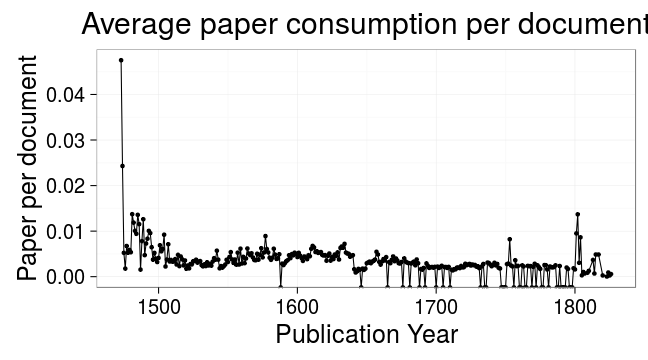 Average paper consumption per document
Paper per document
0.04
0.03
0.02
0.01
0.00
1500 1600 1700 1800
Publication Year